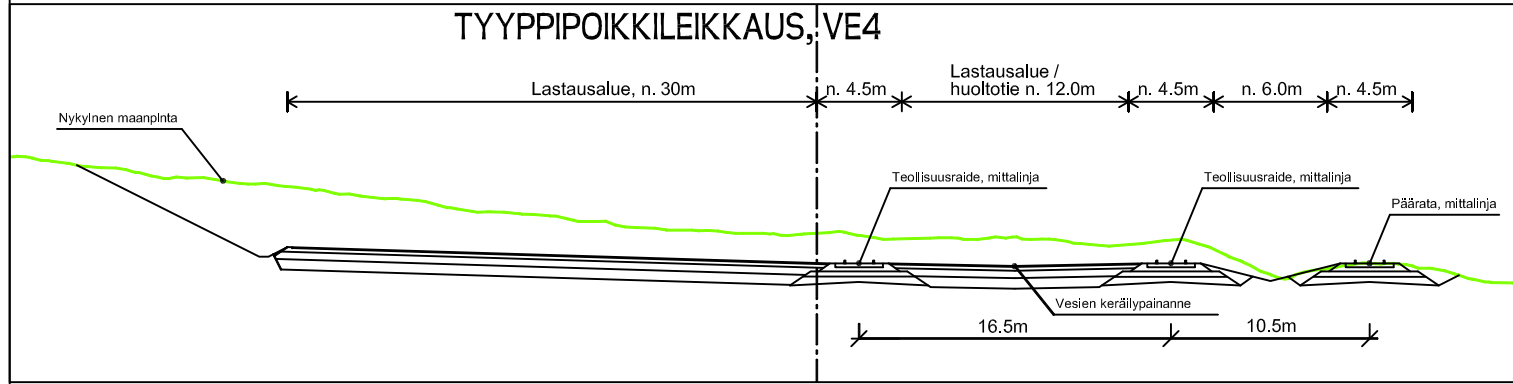 TYYPPIPOIKKILEIKKAUS, VE4
Lastausalue, n. 30m
n. 4.5m
Lastausalue /
huoltotie n. 12.0m
n. 4.5m
n. 6.0m
n. 4.5m
Nykyinen maanpinta
Teollisuusraide, mittalinja
Teollisuusraide, mittalinja
Päärata, mittalinja
Vesien keräilypainanne
16.5m
10.5m